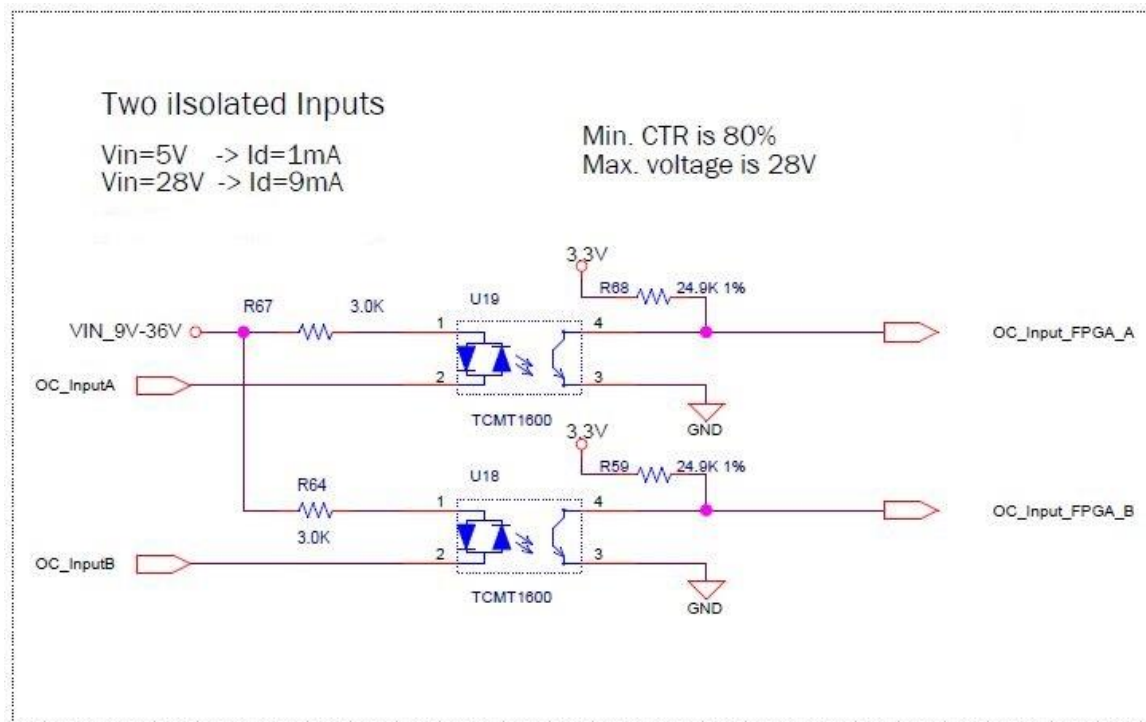 Two iIsolated Inputs
Vin=5V -> Id=1mA
Vin=28V -> Id=9mA
Min. CTR is 80%
Max. voltage is 28V
3.3V
R68 24.9K 1%
U19
R67 3.0K
1 4
VIN_9V-36V
OC_Input_FPGA_A
OC_InputA
2 3
TCMT1600
GND
3.3V
R59 24.9K 1%
U18
R64
1 4
3.0K
OC_Input_FPGA_B
OC_InputB
2 3
TCMT1600
GND